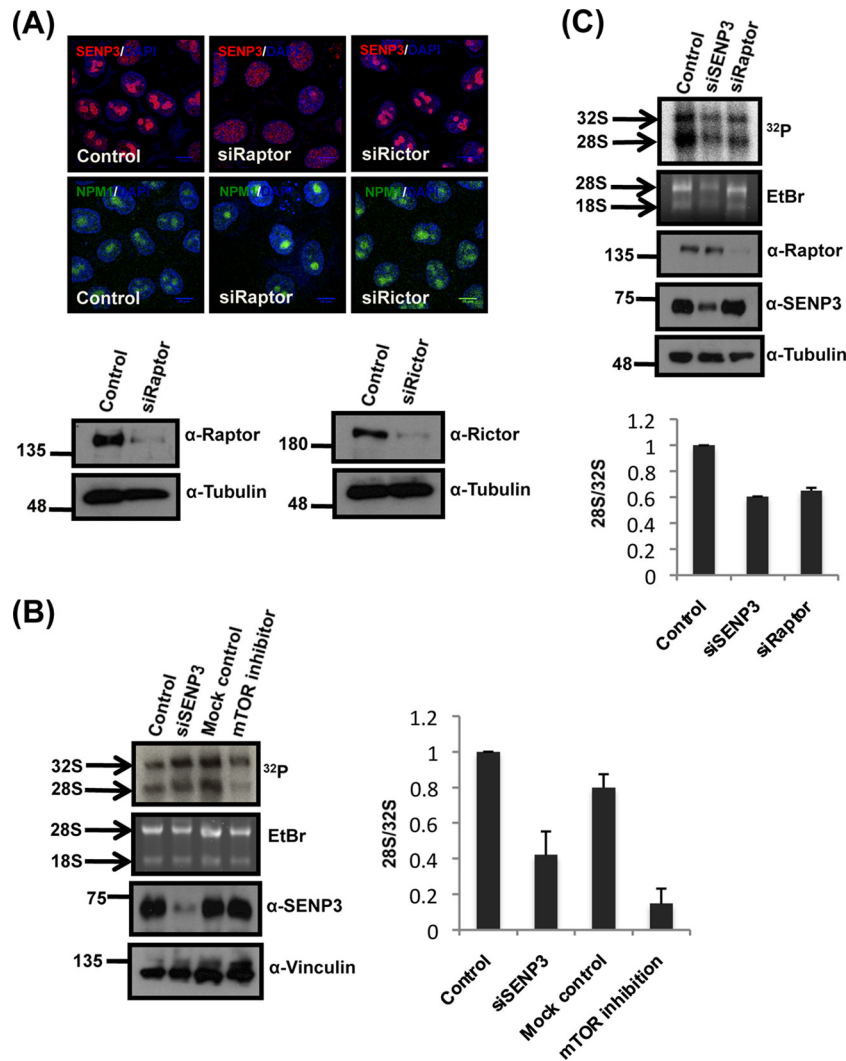 (A)
SENP3/DAPI
SENP3/DAPI
SENP3/DAPI
Control
siRaptor
siRictor
NPM1/DAPI
NPM1/DAPI
NPM1/DAPI
Control
siRaptor
siRictor
Control
siRaptor
135
α-Raptor
48
α-Tubulin
Control
siRictor
180
α-Rictor
48
α-Tubulin
(B)
Control
siSENP3
Mock control
mTOR inhibitor
32S
28S
32P
28S
18S
EtBr
75
α-SENP3
135
α-Vinculin
28S/32S
1.2
1
0.8
0.6
0.4
0.2
0
Control
siSENP3
Mock control
mTOR inhibition
(C)
Control
siSENP3
siRaptor
32S
28S
32P
28S
18S
EtBr
135
α-Raptor
75
α-SENP3
48
α-Tubulin
28S/32S
1.2
1
0.8
0.6
0.4
0.2
0
Control
siSENP3
siRaptor